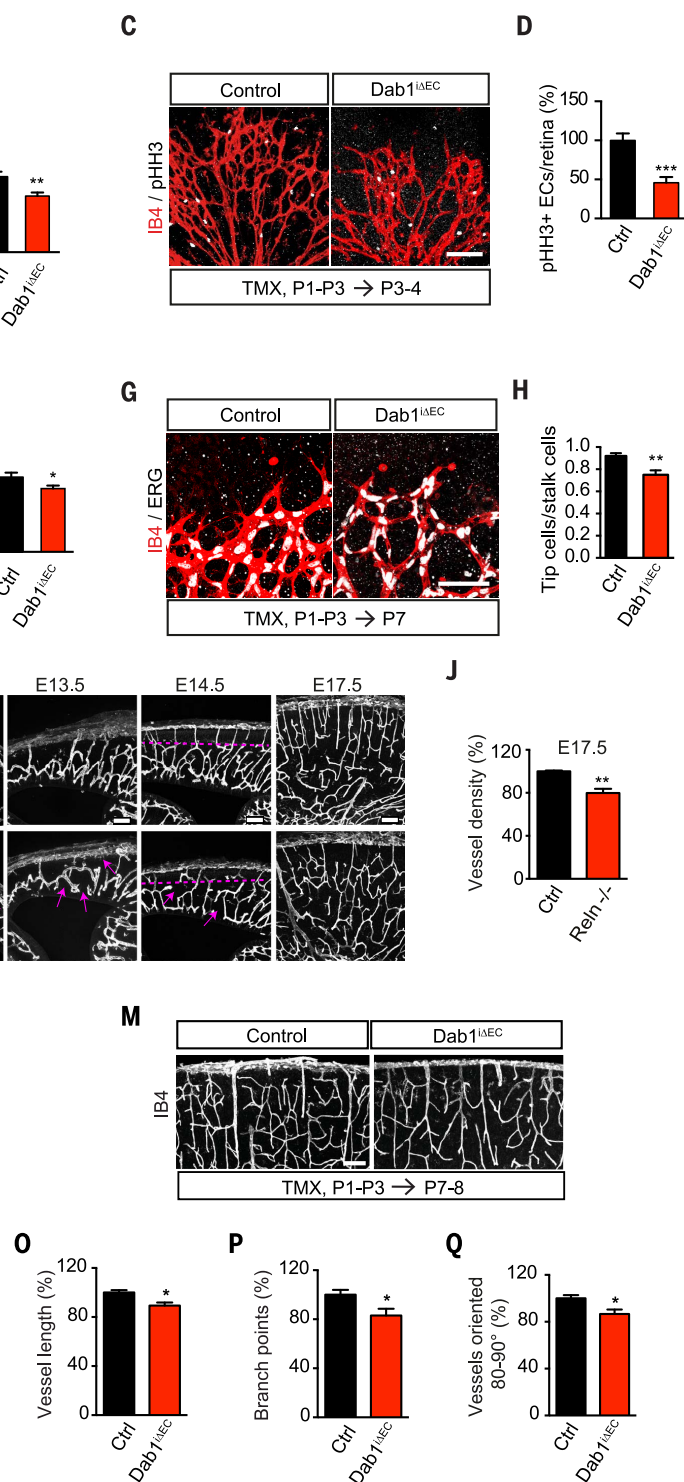 C
Control
Dab1iΔEC
IB4 / pHH3
TMX, P1-P3 → P3-4
D
pHH3+ ECs/retina (%)
150
100
50
0
***
Ctrl
Dab1iΔEC
**
Dab1iΔEC
G
Control
Dab1iΔEC
IB4 / ERG
TMX, P1-P3 → P7
H
Tip cells/stalk cells
1.0
0.8
0.6
0.4
0.2
0.0
**
Ctrl
Dab1iΔEC
*
Ctrl
Dab1iΔEC
E13.5
E14.5
E17.5
J
E17.5
Vessel density (%)
120
80
40
0
**
Ctrl
Reln -/-
M
Control
Dab1iΔEC
IB4
TMX, P1-P3 → P7-8
O
Vessel length (%)
120
80
40
0
*
Ctrl
Dab1iΔEC
P
Branch points (%)
120
80
40
0
*
Ctrl
Dab1iΔEC
Q
Vessels oriented
80-90° (%)
120
80
40
0
*
Ctrl
Dab1iΔEC